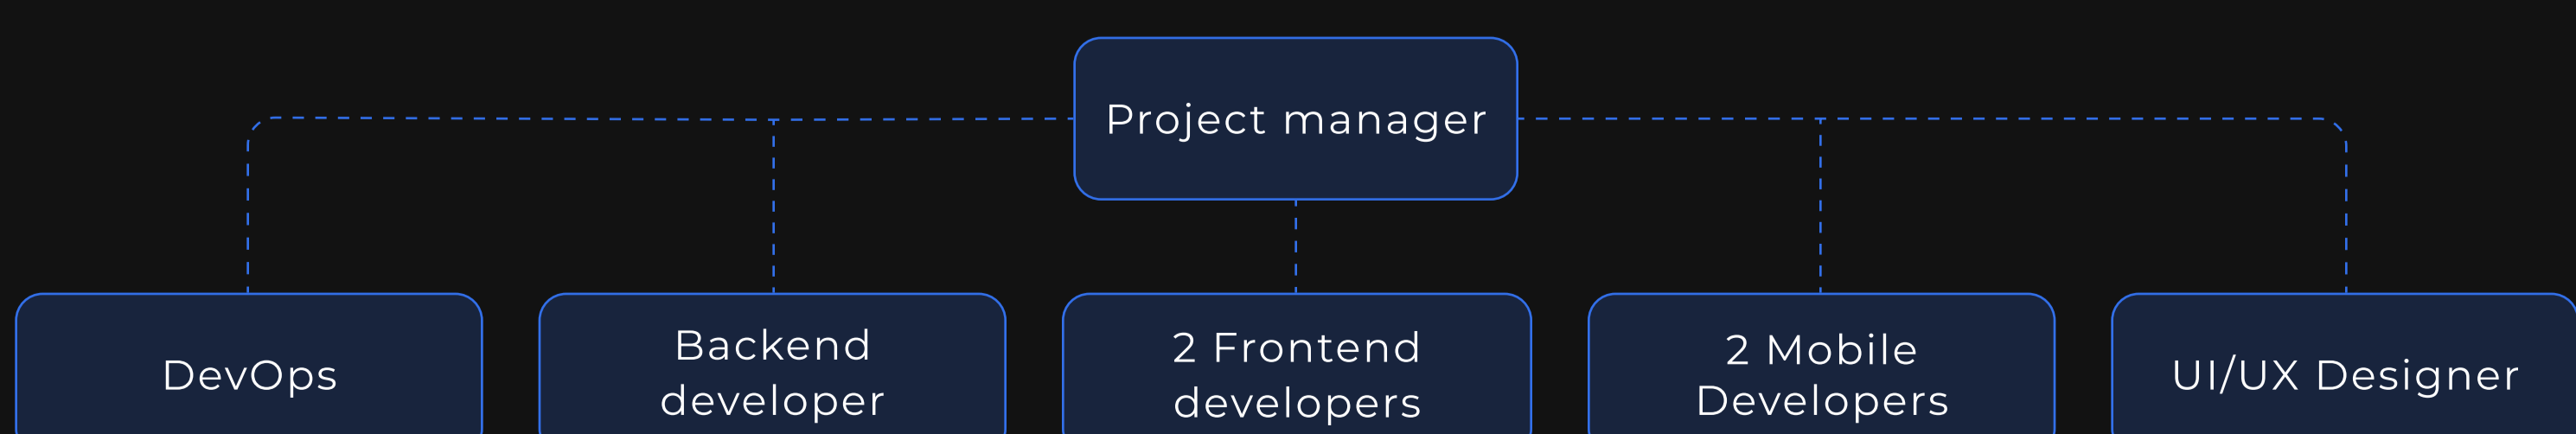 Project manager
DevOps
Backend
developer
2 Frontend
developers
2 Mobile
Developers
UI/UX Designer